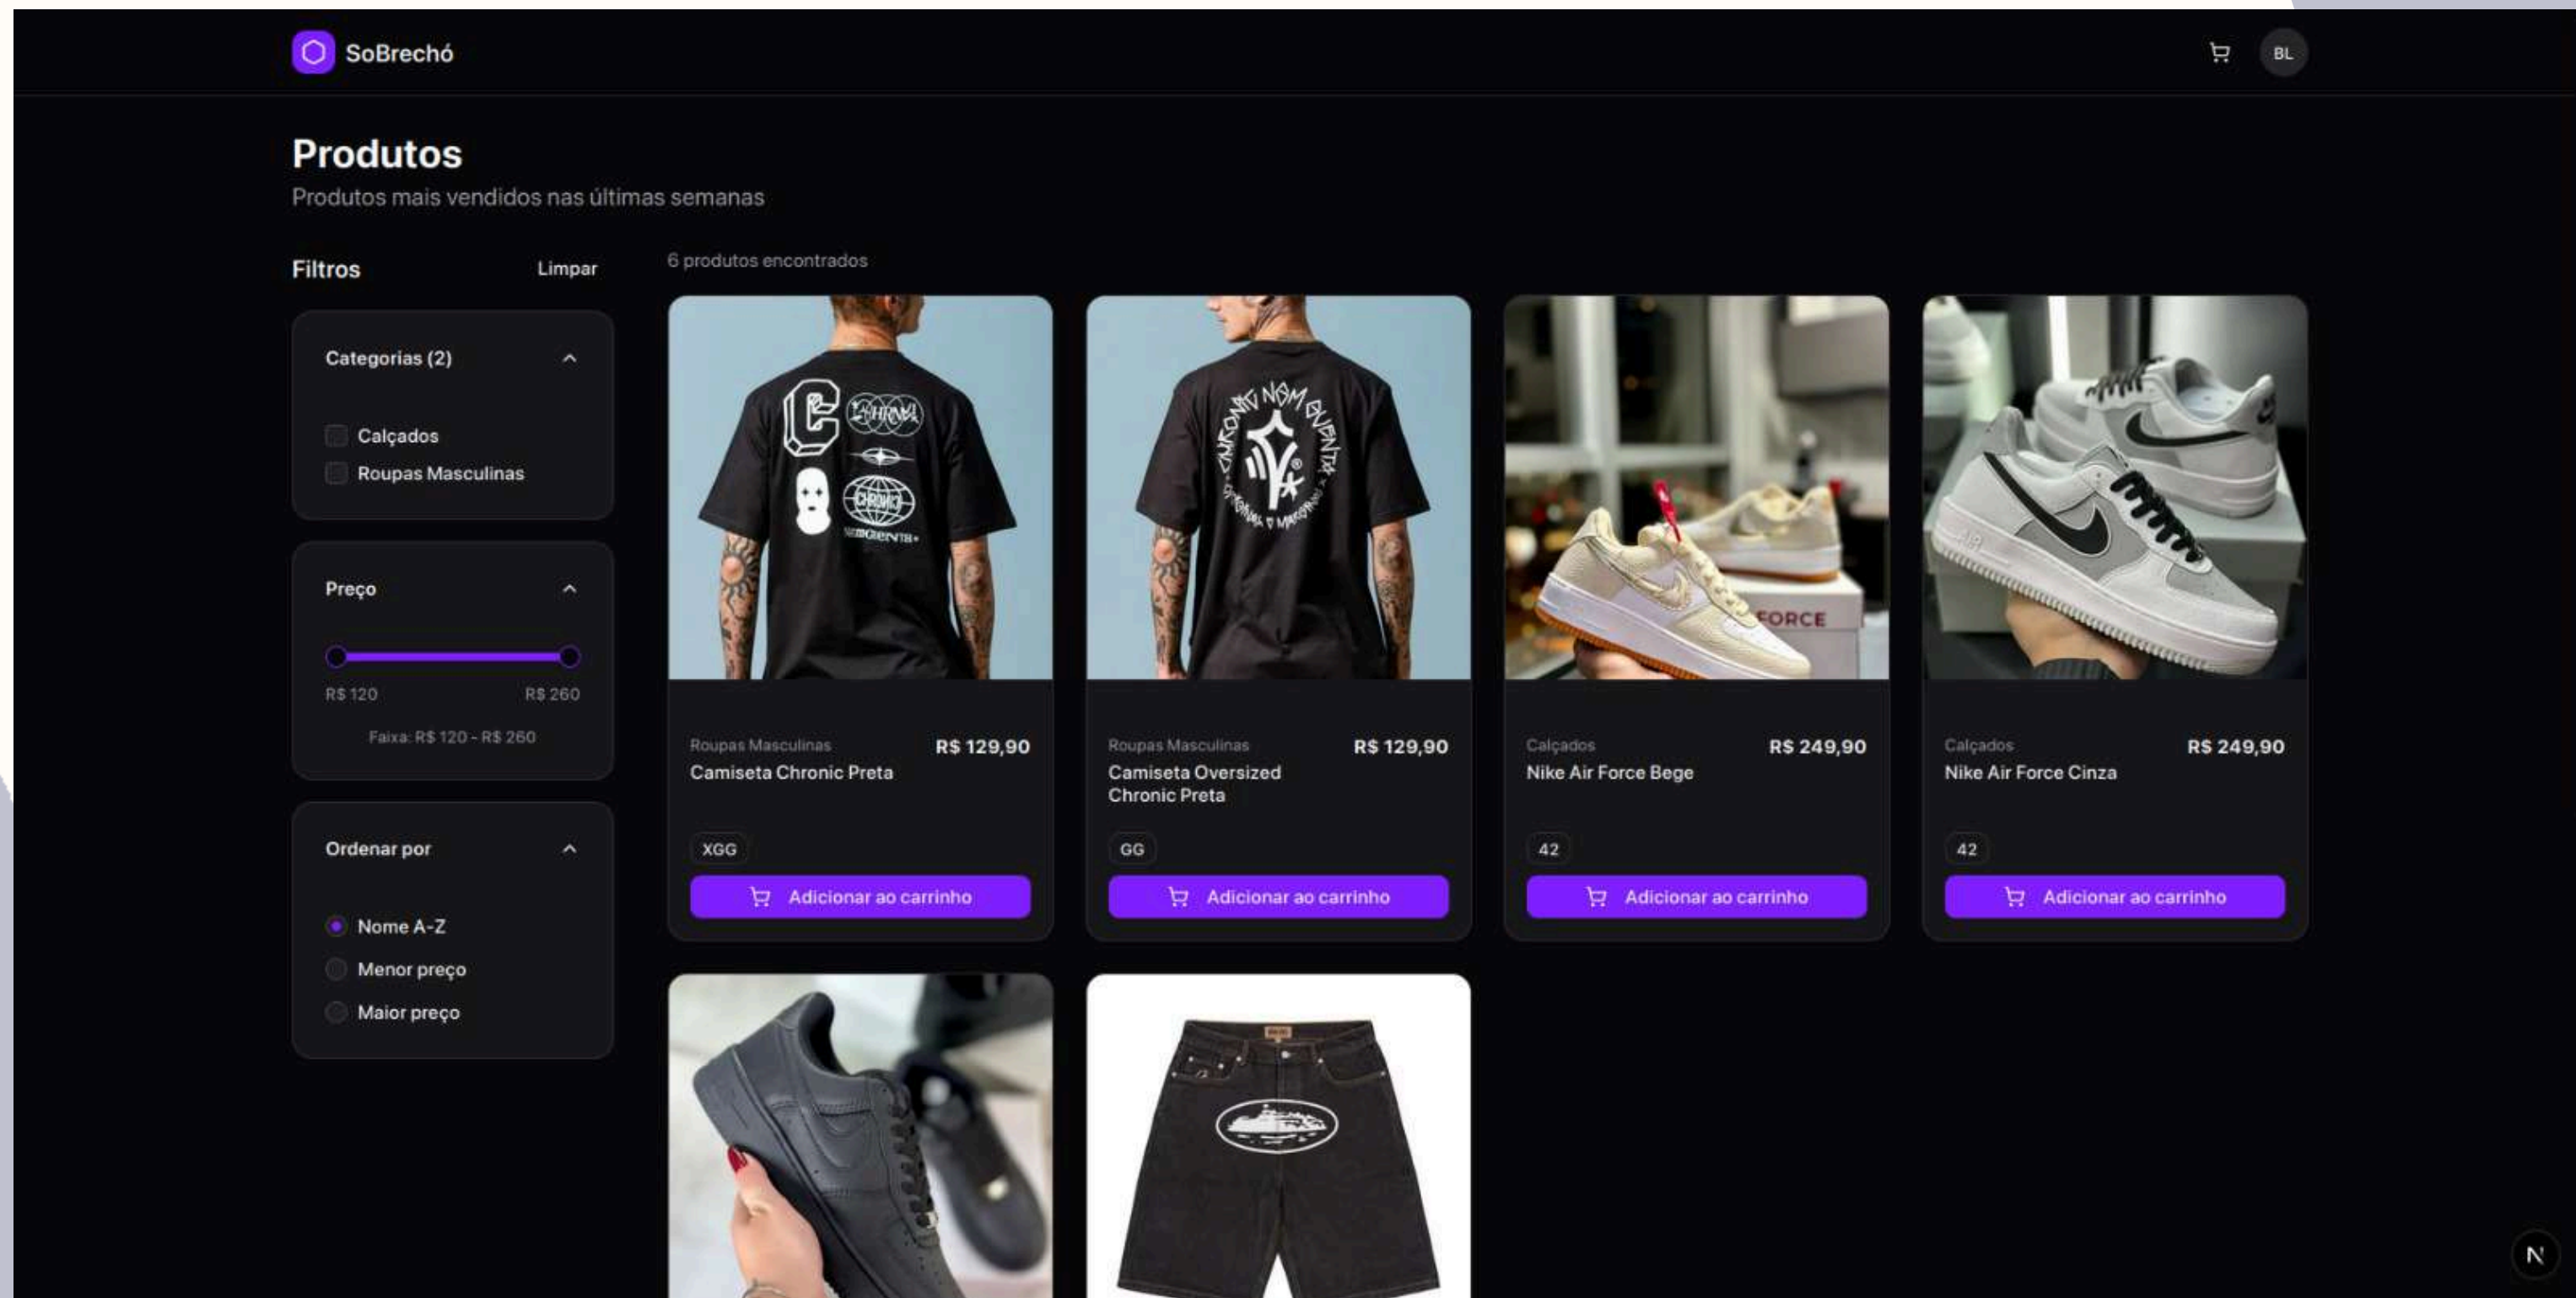 SoBrechó
BL
Produtos
Produtos mais vendidos nas últimas semanas
Filtros
Limpar
Categorias (2)
Calçados
Roupas Masculinas
Preço
R$ 120
R$ 260
Faixa: R$ 120 - R$ 260
Ordenar por
Nome A-Z
Menor preço
Maior preço
6 produtos encontrados
C
CHRONIC
Roupas Masculinas
R$ 129,90
Camiseta Chronic Preta
XGG
Adicionar ao carrinho
Roupas Masculinas
R$ 129,90
Camiseta Oversized
Chronic Preta
GG
Adicionar ao carrinho
FORCE
Calçados
R$ 249,90
Nike Air Force Bege
42
Adicionar ao carrinho
AIR
Calçados
R$ 249,90
Nike Air Force Cinza
42
Adicionar ao carrinho
N